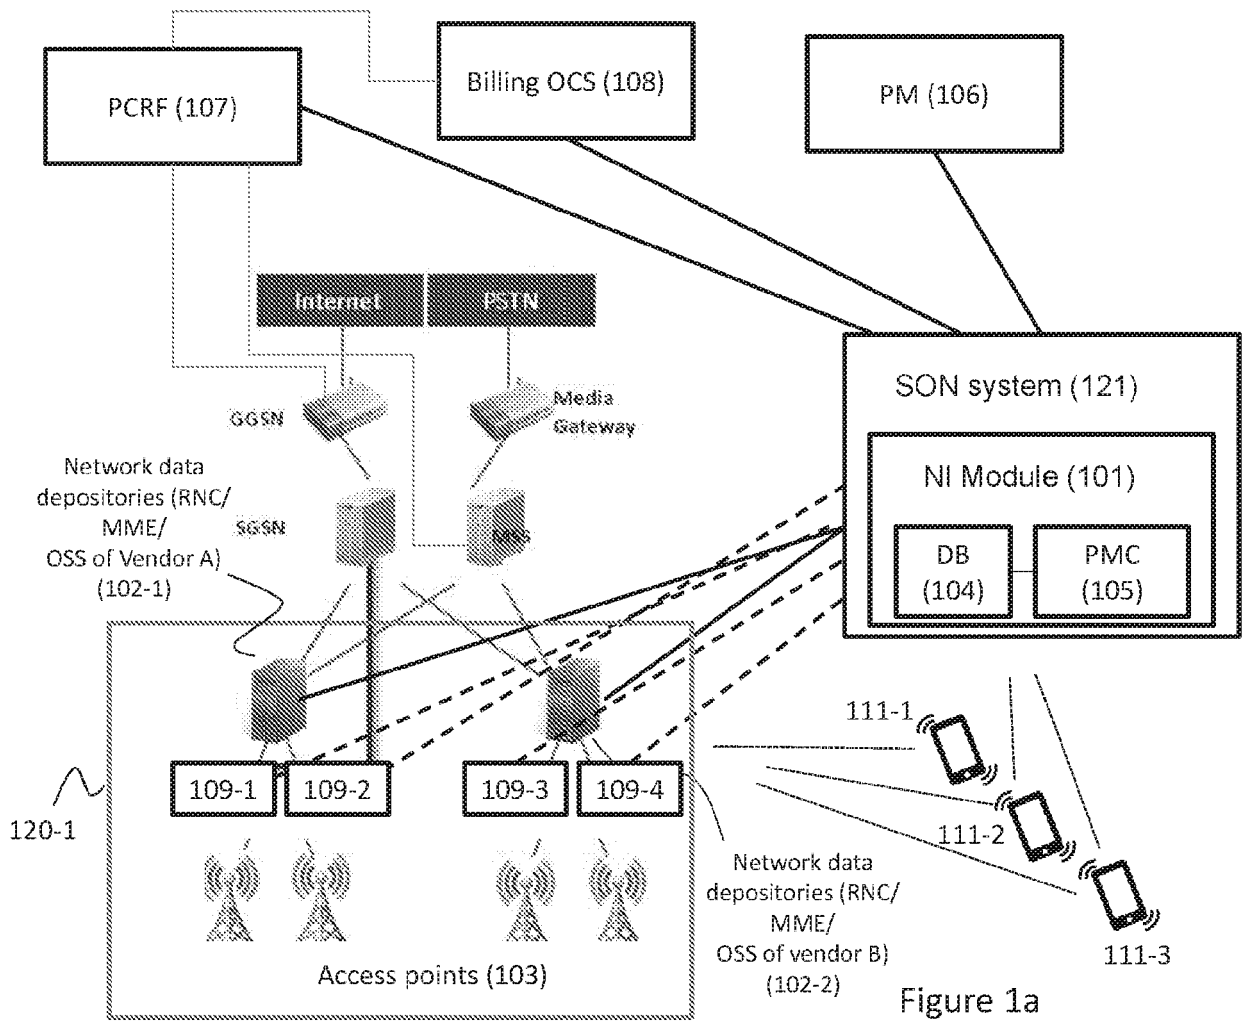 PCRF (107)
Billing OCS (108)
PM (106)
Internet
PSTN
SON system (121)
GGSN
Media
Gateway
NI Module (101)
Network data
depositories (RNC/
MME/
OSS of Vendor A)
(102-1)
SGSN
MSS
DB
(104)
PMC
(105)
111-1
109-1
109-2
109-3
109-4
120-1
111-2
Network data
depositories (RNC/
MME/
OSS of vendor B)
(102-2)
111-3
Access points (103)
Figure 1a